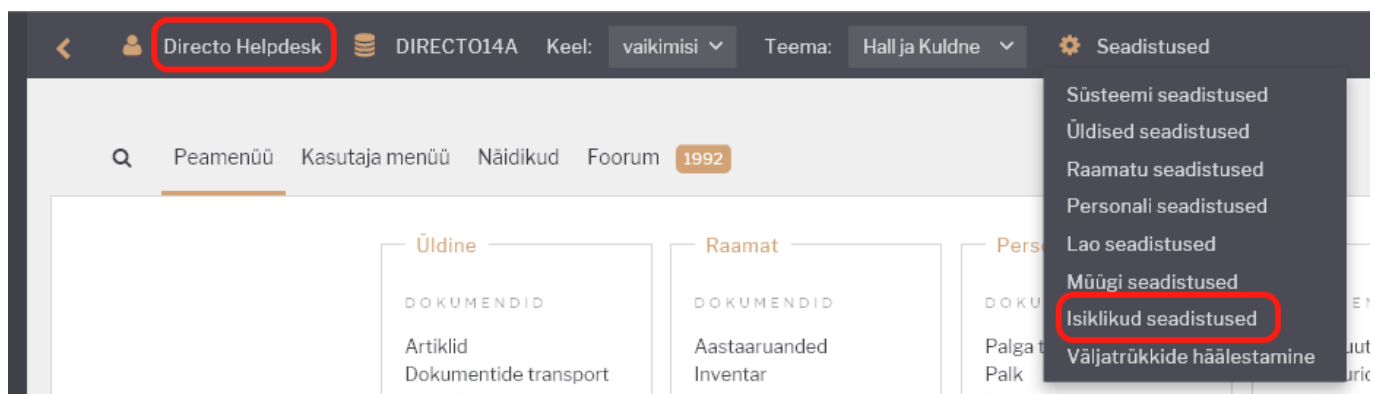 Directo Helpdesk DIRECTO14A Keel: vaikimisi Teema: Hall ja Kuldne Seadistused
Süsteemi seadistused
Üldised seadistused
Raamatu seadistused
Personali seadistused
Lao seadistused
Müügi seadistused
Isiklikud seadistused
Väljatrükkide häälestamine
Peamenüü Kasutaja menüü Näidikud Foorum 1992
Üldine
DOKUMENDID
Artiklid
Dokumentide transport
Raamat
DOKUMENDID
Aastaaruanded
Inventar
Palk